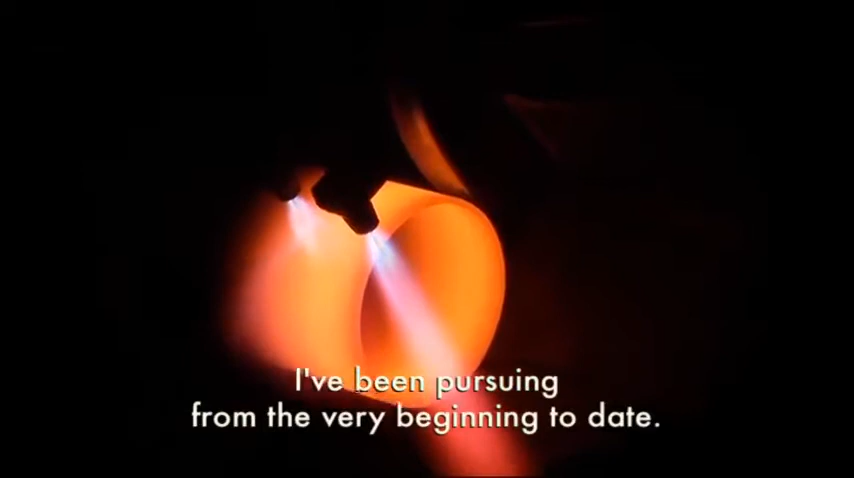 I've been pursuing
from the very beginning to date.